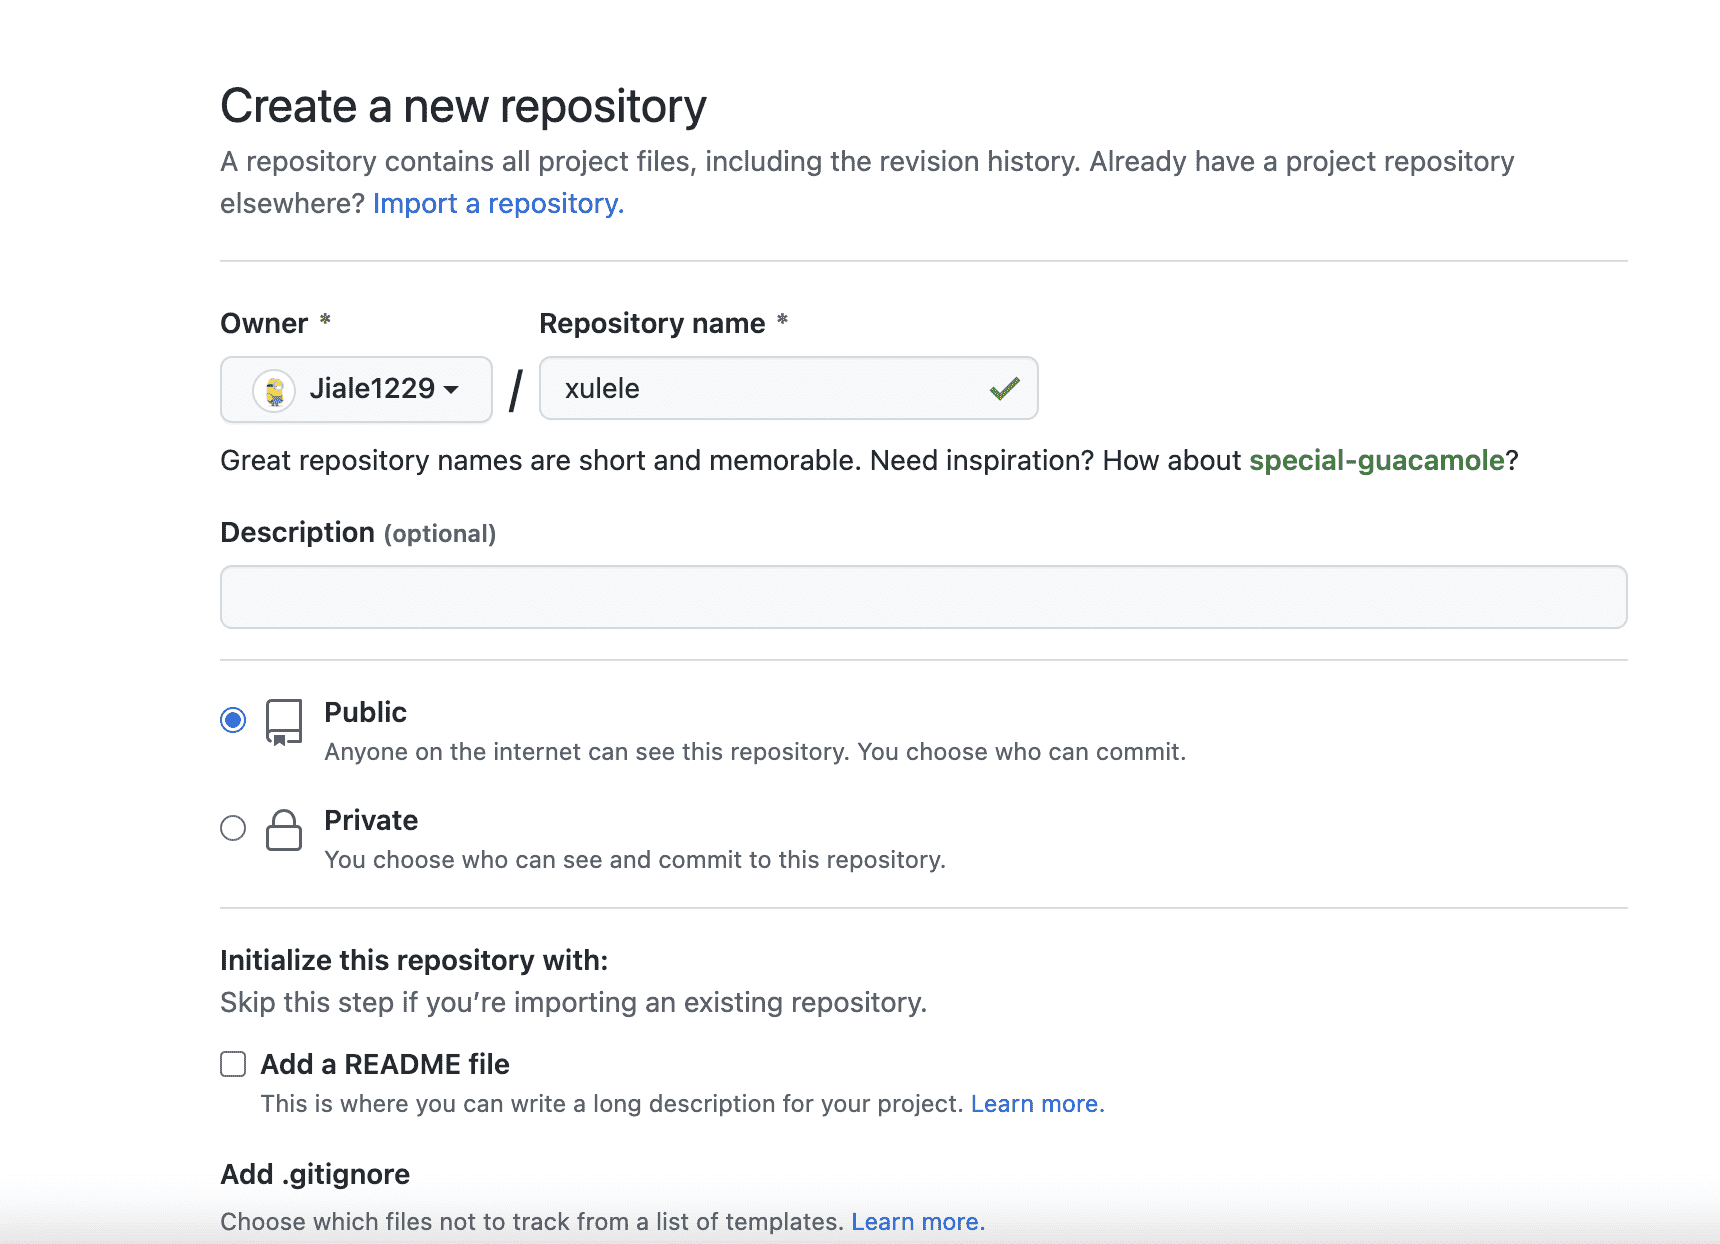 Create a new repository
A repository contains all project files, including the revision history. Already have a project repository
elsewhere? Import a repository.
Owner *
Repository name *
Jiale1229
/
xulele
Great repository names are short and memorable. Need inspiration? How about special-guacamole?
Description (optional)
Public
Anyone on the internet can see this repository. You choose who can commit.
Private
You choose who can see and commit to this repository.
Initialize this repository with:
Skip this step if you’re importing an existing repository.
Add a README file
This is where you can write a long description for your project. Learn more.
Add .gitignore
Choose which files not to track from a list of templates. Learn more.